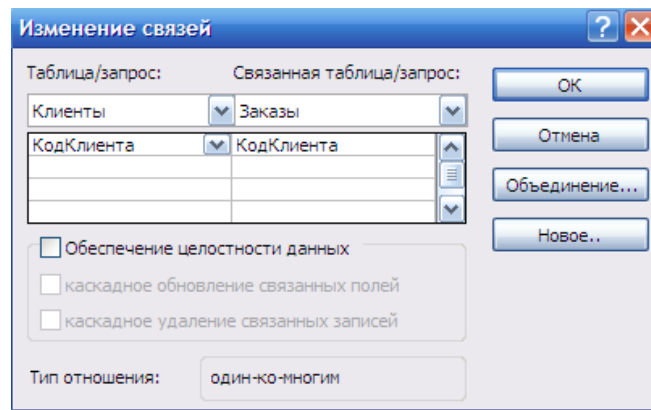 Изменение связей
Таблица/запрос: Связанная таблица/запрос:
Клиенты Заказы
КодКлиента КодКлиента
Обеспечение целостности данных
каскадное обновление связанных полей
каскадное удаление связанных записей
Тип отношения: один-ко-многим
ОК
Отмена
Объединение...
Новое..